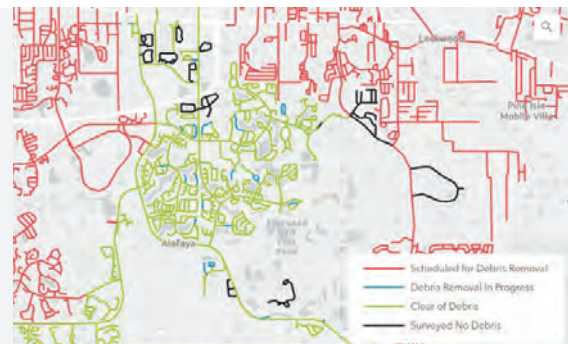 Lockwood
Pine Isle
Mobile Villa
Alafaya
Scheduled for Debris Removal
Debris Removal In Progress
Clear of Debris
Surveyed No Debris